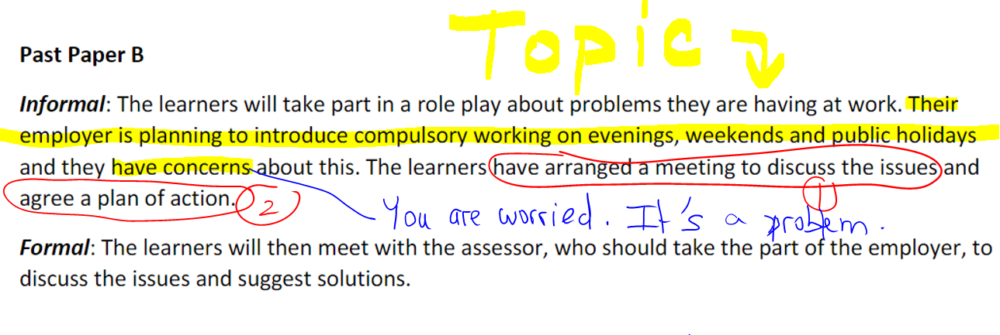 Topic
Past Paper B
Informal: The learners will take part in a role play about problems they are having at work. Their
employer is planning to introduce compulsory working on evenings, weekends and public holidays
and they have concerns about this. The learners have arranged a meeting to discuss the issues and
1
agree a plan of action. 2
You are worried. It's a problem.
Formal: The learners will then meet with the assessor, who should take the part of the employer, to
discuss the issues and suggest solutions.